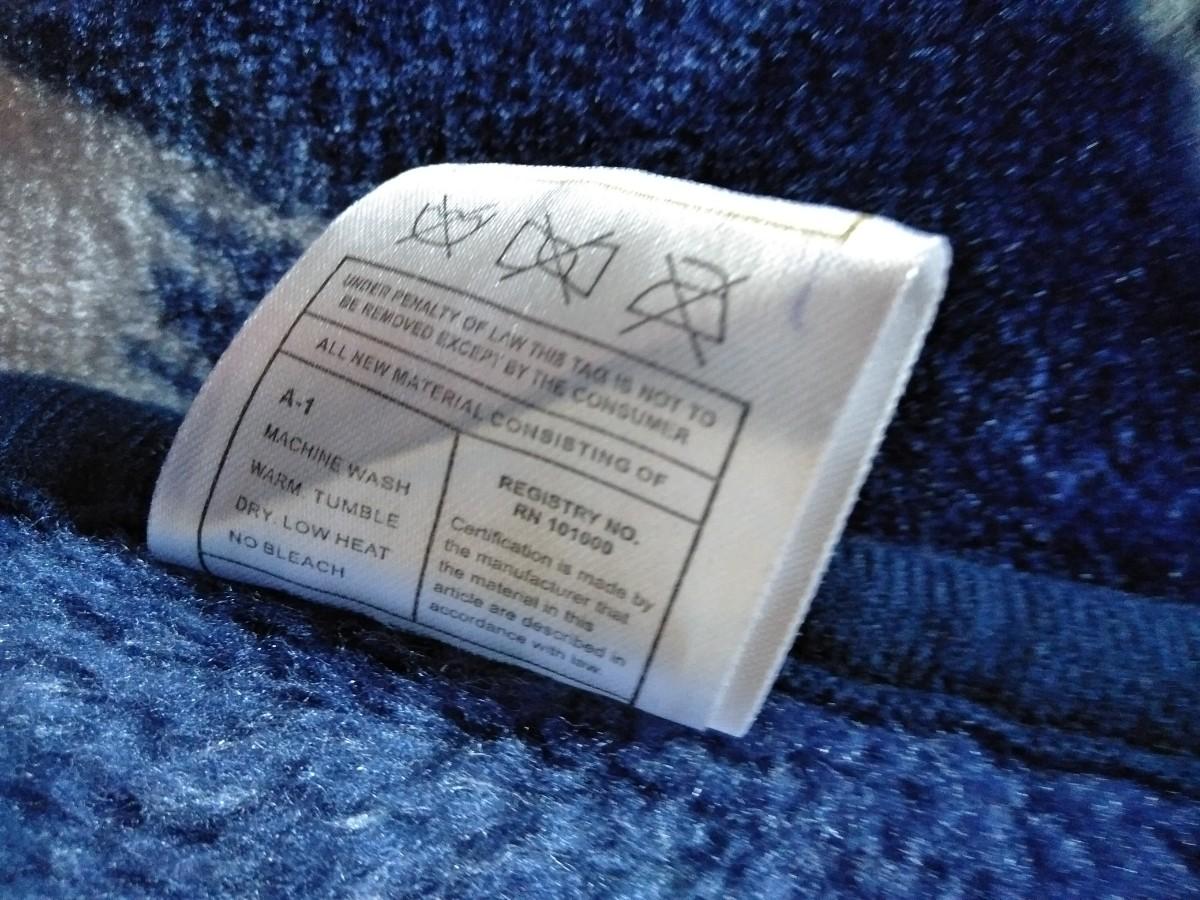 UNDER PENALTY OF LAW THIS TAG IS NOT TO
BE REMOVED EXCEPT BY THE CONSUMER
ALL NEW MATERIAL CONSISTING OF
A-1
MACHINE WASH
WARM. TUMBLE
DRY. LOW HEAT
NO BLEACH
REGISTRY NO.
RN 101000
Certification is made by
the manufacturer that
the material in this
article are described in
accordance with law.